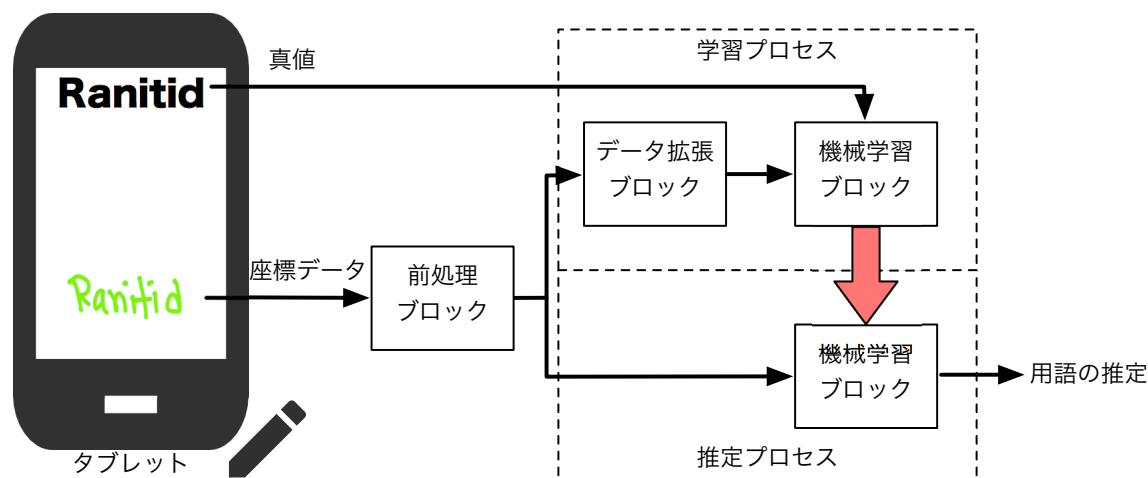 真値
学習プロセス
Ranitid
データ拡張
ブロック
機械学習
ブロック
座標データ
前処理
ブロック
Ranitid
機械学習
ブロック
用語の推定
タブレット
推定プロセス